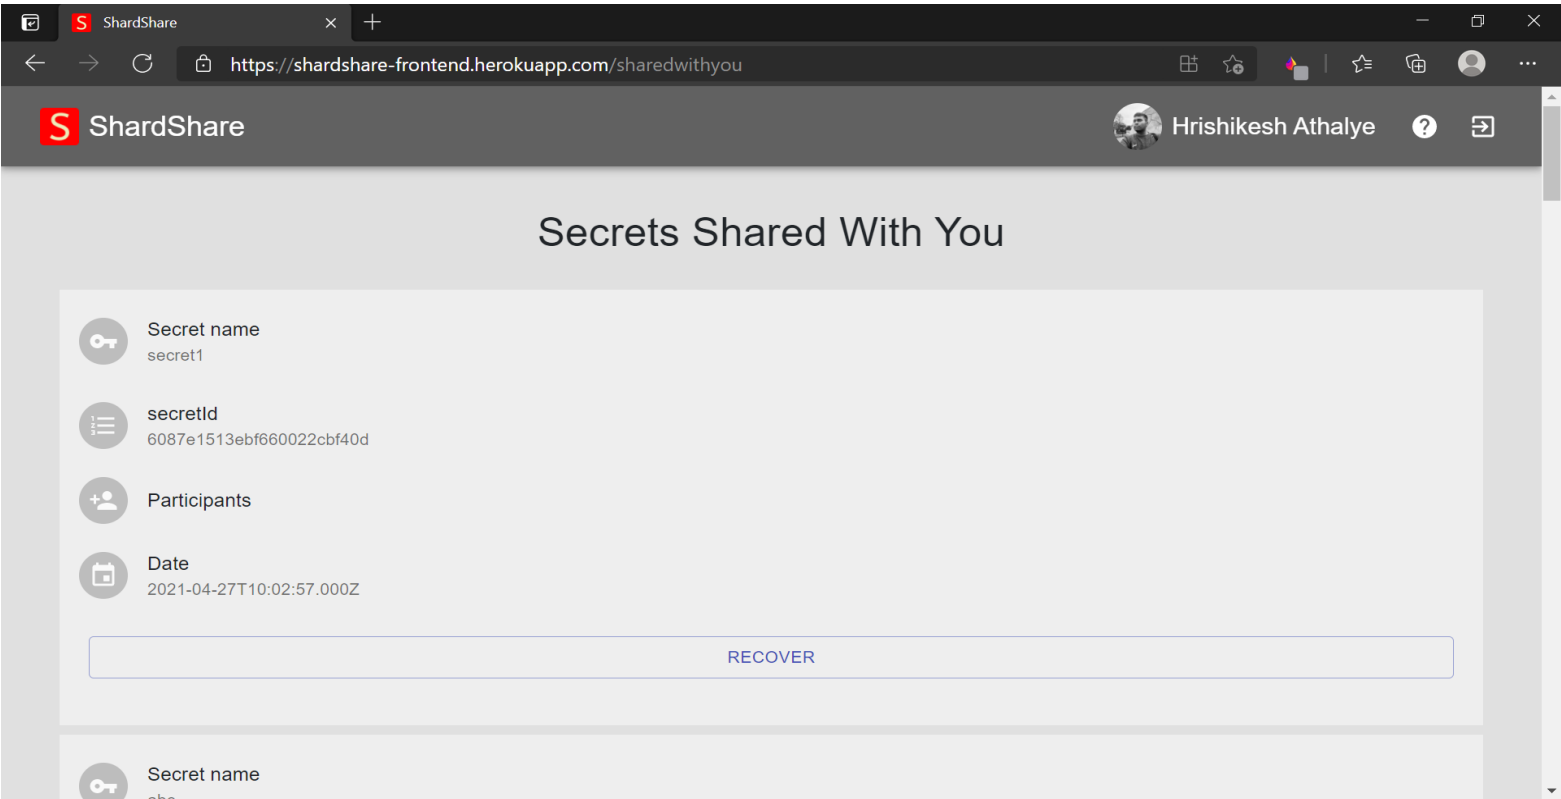 ShardShare
https://shardshare-frontend.herokuapp.com/sharedwithyou
S ShardShare
Hrishikesh Athalye
Secrets Shared With You
Secret name
secret1
secretId
6087e1513ebf660022cbf40d
Participants
Date
2021-04-27T10:02:57.000Z
RECOVER
Secret name